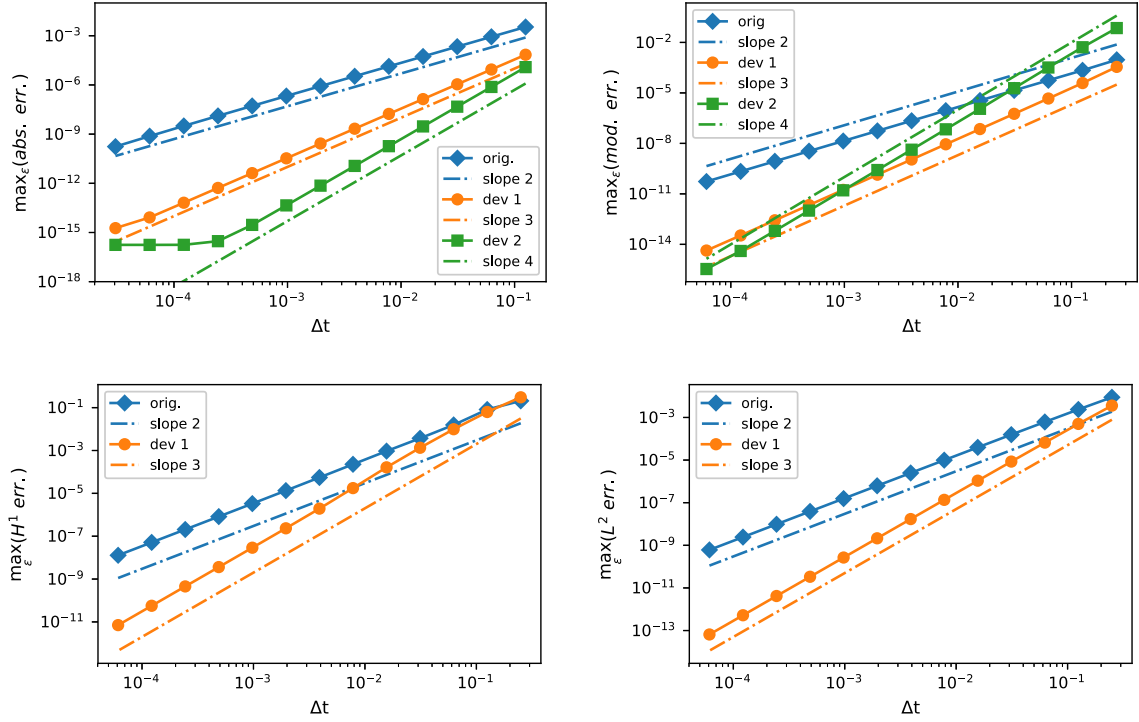 max_ε(abs. err.)
10⁻³
10⁻⁶
10⁻⁹
10⁻¹²
10⁻¹⁵
10⁻¹⁸
10⁻⁴
10⁻³
10⁻²
10⁻¹
Δt
orig.
slope 2
dev 1
slope 3
dev 2
slope 4
max_ε(mod. err.)
10⁻²
10⁻⁵
10⁻⁸
10⁻¹¹
10⁻¹⁴
10⁻⁴
10⁻³
10⁻²
10⁻¹
Δt
orig.
slope 2
dev 1
slope 3
dev 2
slope 4
max_ε(H¹ err.)
10⁻¹
10⁻³
10⁻⁵
10⁻⁷
10⁻⁹
10⁻¹¹
10⁻⁴
10⁻³
10⁻²
10⁻¹
Δt
orig.
slope 2
dev 1
slope 3
max_ε(L² err.)
10⁻³
10⁻⁵
10⁻⁷
10⁻⁹
10⁻¹¹
10⁻¹³
10⁻⁴
10⁻³
10⁻²
10⁻¹
Δt
orig.
slope 2
dev 1
slope 3